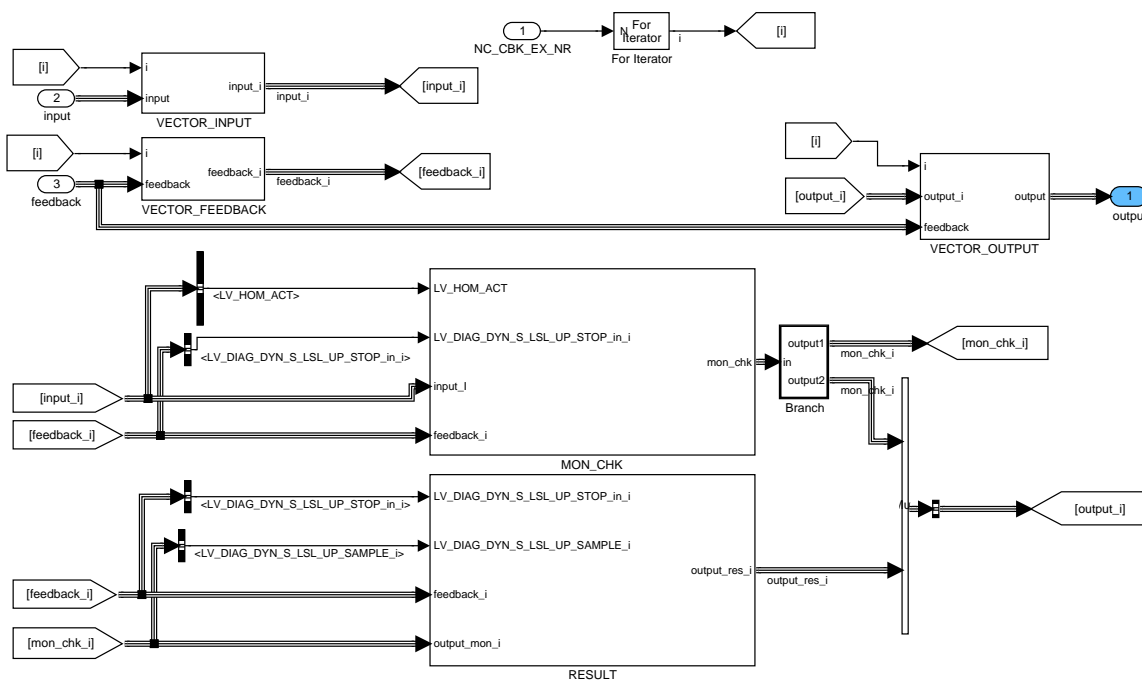 1
NC_CBK_EX_NR
N
For
Iterator
i
For Iterator
[i]
[i]
2
input
i
input
input_i
input_i
VECTOR_INPUT
[input_i]
[i]
3
feedback
i
feedback
feedback_i
feedback_i
VECTOR_FEEDBACK
[feedback_i]
[i]
[output_i]
i
output_i
feedback
output
VECTOR_OUTPUT
1
output
<LV_HOM_ACT>
<LV_DIAG_DYN_S_LSL_UP_STOP_in_i>
[input_i]
[feedback_i]
LV_HOM_ACT
LV_DIAG_DYN_S_LSL_UP_STOP_in_i
input_I
feedback_i
mon_chk
MON_CHK
in
output1
output2
Branch
mon_chk_i
mon_chk_i
[mon_chk_i]
<LV_DIAG_DYN_S_LSL_UP_STOP_in_i>
<LV_DIAG_DYN_S_LSL_UP_SAMPLE_i>
[feedback_i]
[mon_chk_i]
LV_DIAG_DYN_S_LSL_UP_STOP_in_i
LV_DIAG_DYN_S_LSL_UP_SAMPLE_i
feedback_i
output_mon_i
output_res_i
output_res_i
RESULT
[output_i]